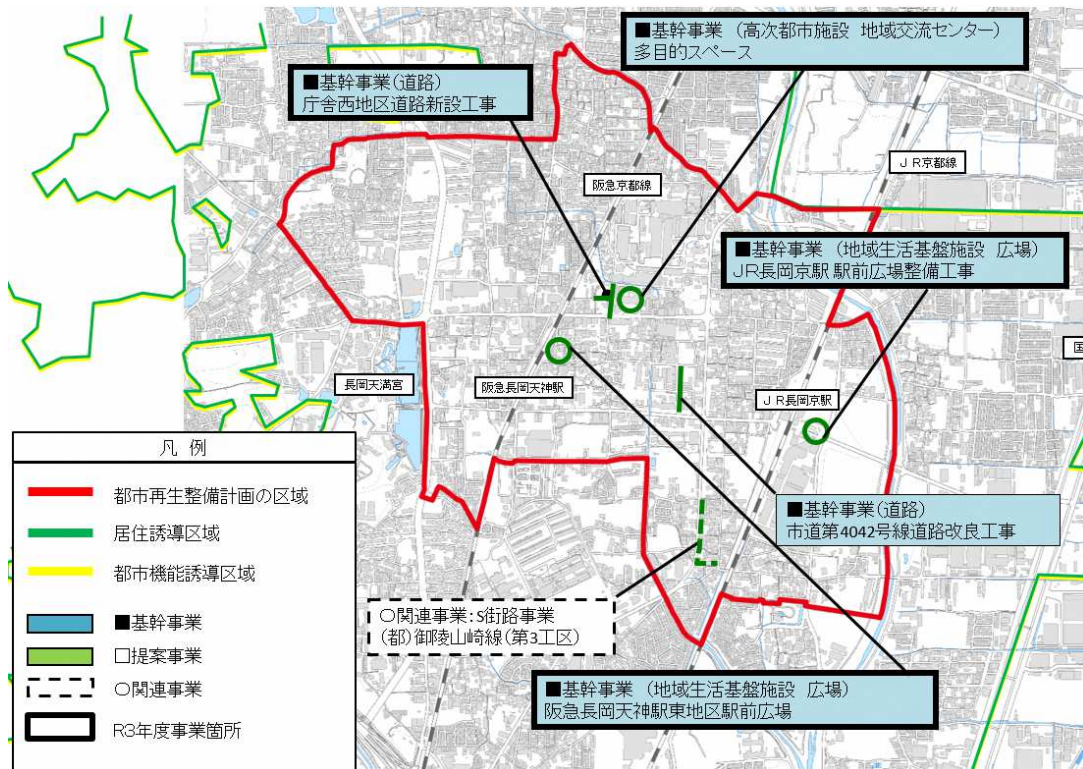 ■基幹事業 (高次都市施設 地域交流センター)
多目的スペース
■基幹事業(道路)
庁舎西地区道路新設工事
阪急京都線
JR京都線
■基幹事業 (地域生活基盤施設 広場)
JR長岡京駅 駅前広場整備工事
国
長岡天満宮
阪急長岡天神駅
JR長岡京駅
凡 例
都市再生整備計画の区域
居住誘導区域
都市機能誘導区域
■基幹事業
□提案事業
○関連事業
R3年度事業箇所
■基幹事業(道路)
市道第4042号線道路改良工事
○関連事業:S街路事業
(都)御陵山崎線(第3工区)
■基幹事業 (地域生活基盤施設 広場)
阪急長岡天神駅東地区駅前広場